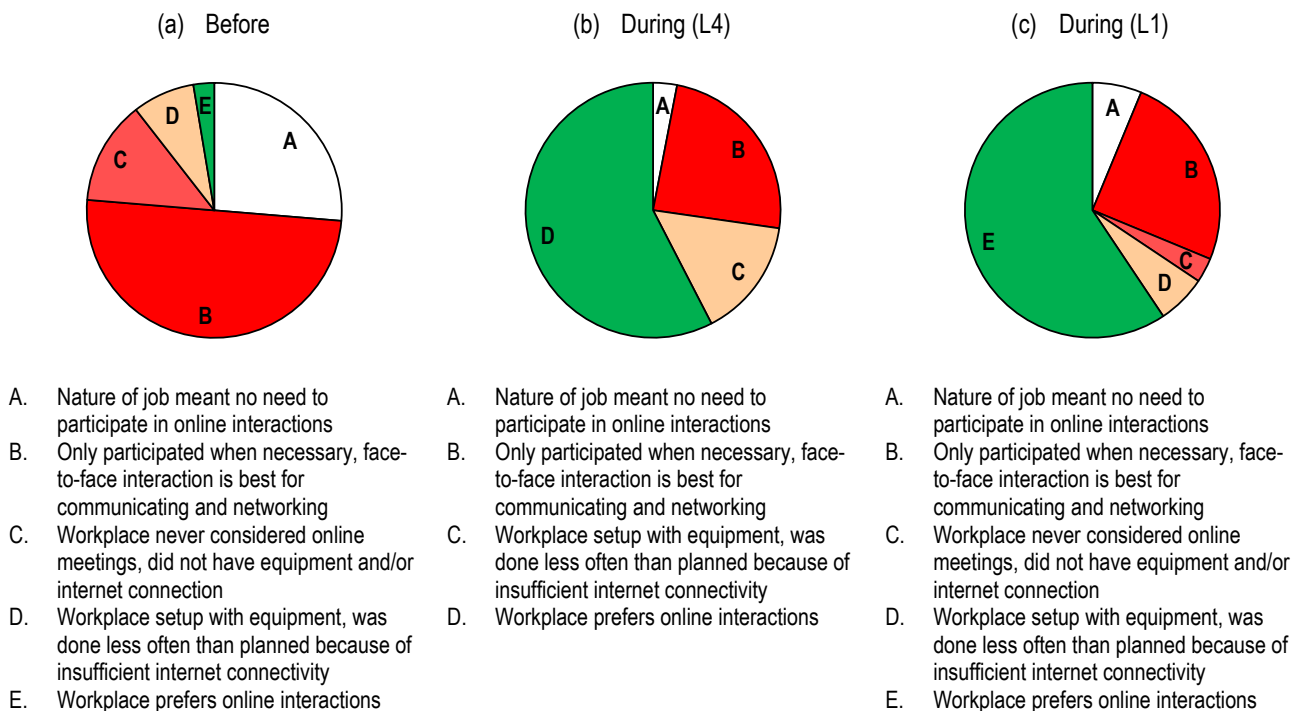 (a) Before
A
B
C
D
E
A. Nature of job meant no need to
participate in online interactions
B. Only participated when necessary, face-
to-face interaction is best for
communicating and networking
C. Workplace never considered online
meetings, did not have equipment and/or
internet connection
D. Workplace setup with equipment, was
done less often than planned because of
insufficient internet connectivity
E. Workplace prefers online interactions
(b) During (L4)
A
B
C
D
A. Nature of job meant no need to
participate in online interactions
B. Only participated when necessary, face-
to-face interaction is best for
communicating and networking
C. Workplace setup with equipment, was
done less often than planned because of
insufficient internet connectivity
D. Workplace prefers online interactions
(c) During (L1)
A
B
C
D
E
A. Nature of job meant no need to
participate in online interactions
B. Only participated when necessary, face-
to-face interaction is best for
communicating and networking
C. Workplace never considered online
meetings, did not have equipment and/or
internet connection
D. Workplace setup with equipment, was
done less often than planned because of
insufficient internet connectivity
E. Workplace prefers online interactions